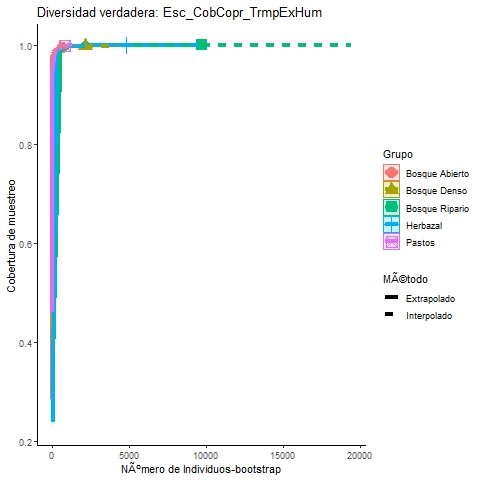 Diversidad verdadera: Esc_CobCopr_TrmpExHum
1.0
0.8
0.6
0.4
0.2
Cobertura de muestreo
0
5000
10000
15000
20000
NÃºmero de Individuos-bootstrap
Grupo
Bosque Abierto
Bosque Denso
Bosque Ripario
Herbazal
Pastos
MÃ©todo
Extrapolado
Interpolado